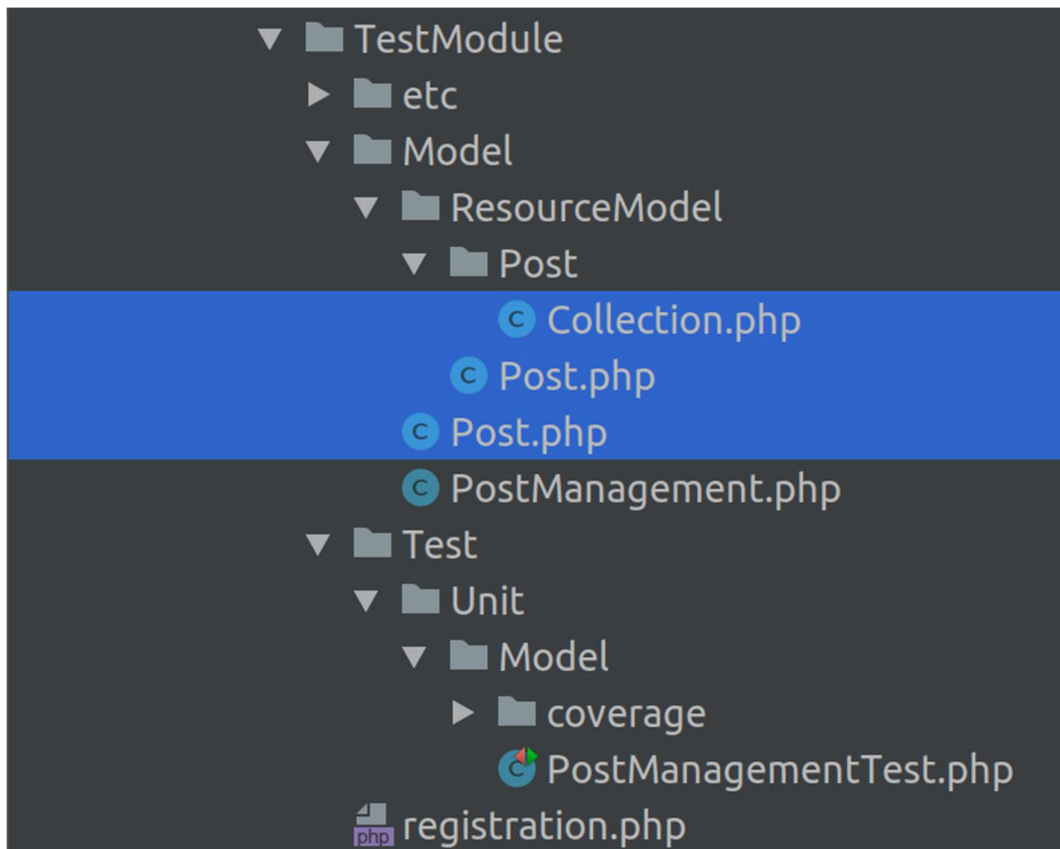 TestModule
etc
Model
ResourceModel
Post
C Collection.php
C Post.php
C Post.php
C PostManagement.php
Test
Unit
Model
coverage
C PostManagementTest.php
php registration.php